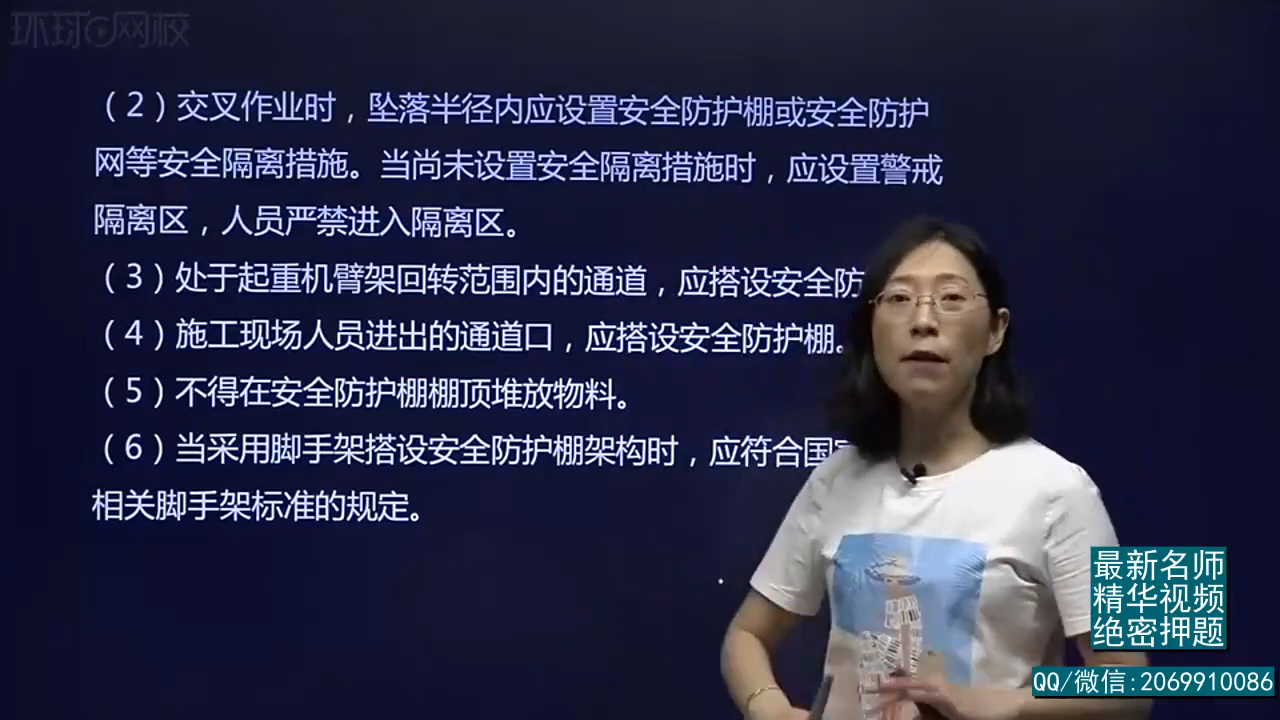 环球网校
（2）交叉作业时，坠落半径内应设置安全防护棚或安全防护
网等安全隔离措施。当尚未设置安全隔离措施时，应设置警戒
隔离区，人员严禁进入隔离区。
（3）处于起重机臂架回转范围内的通道，应搭设安全防
（4）施工现场人员进出的通道口，应搭设安全防护棚。
（5）不得在安全防护棚棚顶堆放物料。
（6）当采用脚手架搭设安全防护棚架构时，应符合国
相关脚手架标准的规定。
最新名师
精华视频
绝密押题
QQ/微信:2069910086